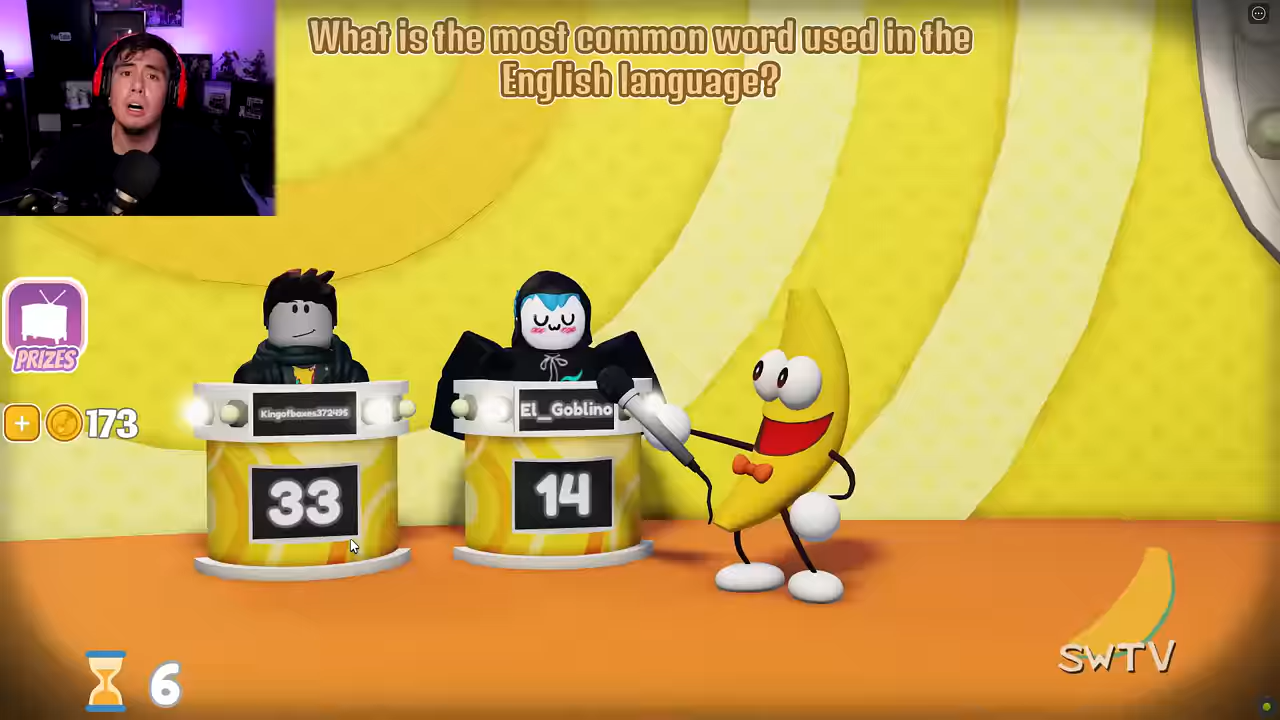 What is the most common word used in the
English language?
PRIZES
173
Kingofboxes372495
El_Goblino
33
14
6
SWTV